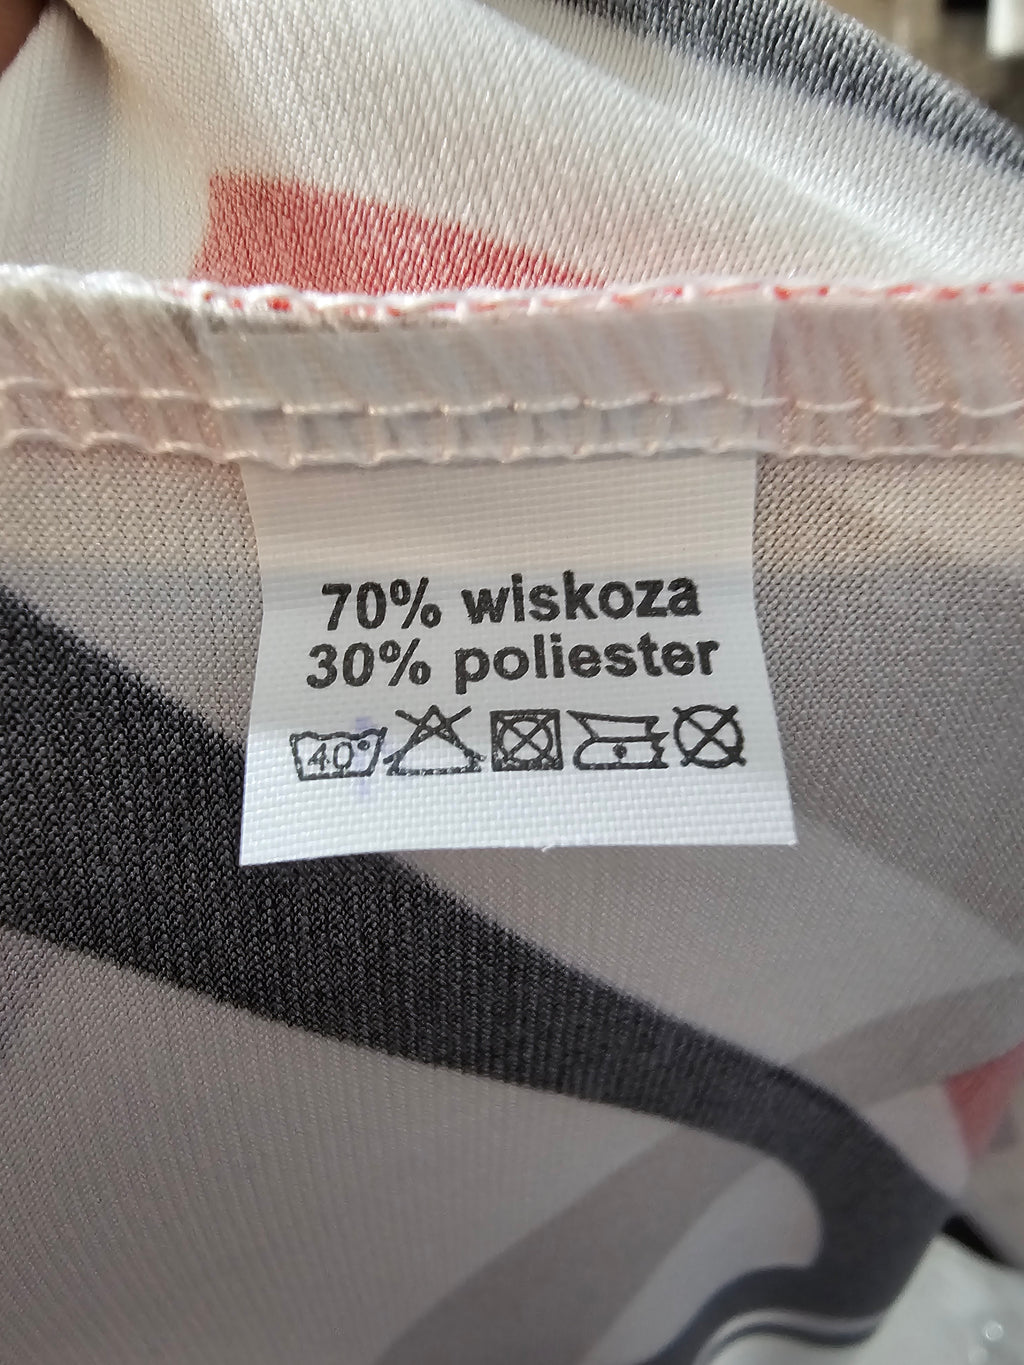 70% wiskoza
30% poliester
40°